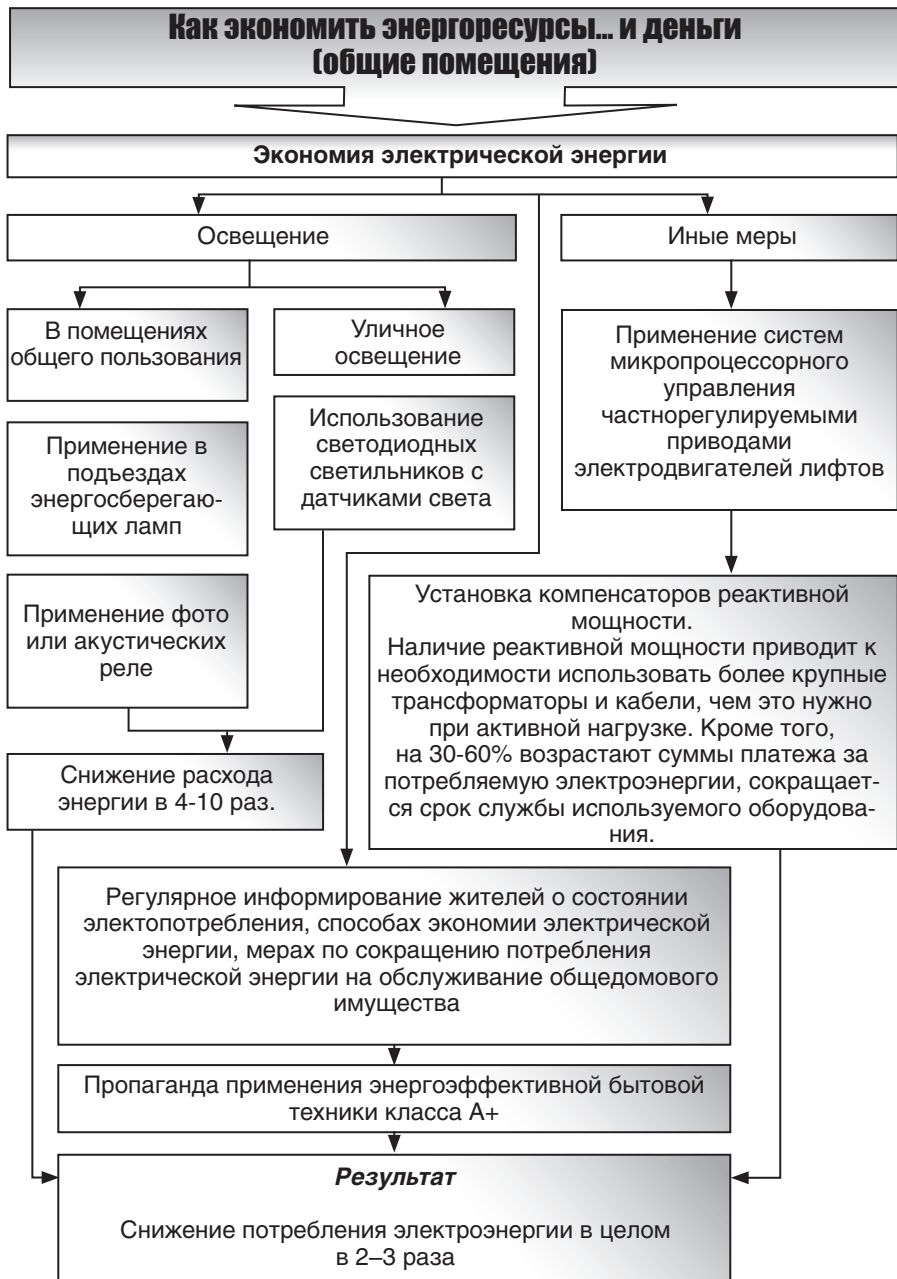 Как экономить энергоресурсы... и деньги
(общие помещения)
Экономия электрической энергии
Освещение
Иные меры
В помещениях
общего пользования
Уличное
освещение
Применение в
подъездах
энергосберегаю-
щих ламп
Использование
светодиодных
светильников с
датчиками света
Применение фото
или акустических
реле
Снижение расхода
энергии в 4-10 раз.
Применение систем
микропроцессорного
управления
частнорегулируемыми
приводами
электродвигателей лифтов
Установка компенсаторов реактивной
мощности.
Наличие реактивной мощности приводит к
необходимости использовать более крупные
трансформаторы и кабели, чем это нужно
при активной нагрузке. Кроме того,
на 30-60% возрастают суммы платежа за
потребляемую электроэнергии, сокращает-
ся срок службы используемого оборудова-
ния.
Регулярное информирование жителей о состоянии
электопотребления, способах экономии электрической
энергии, мерах по сокращению потребления
электрической энергии на обслуживание общедомового
имущества
Пропаганда применения энергоэффективной бытовой
техники класса А+
Результат
Снижение потребления электроэнергии в целом
в 2–3 раза